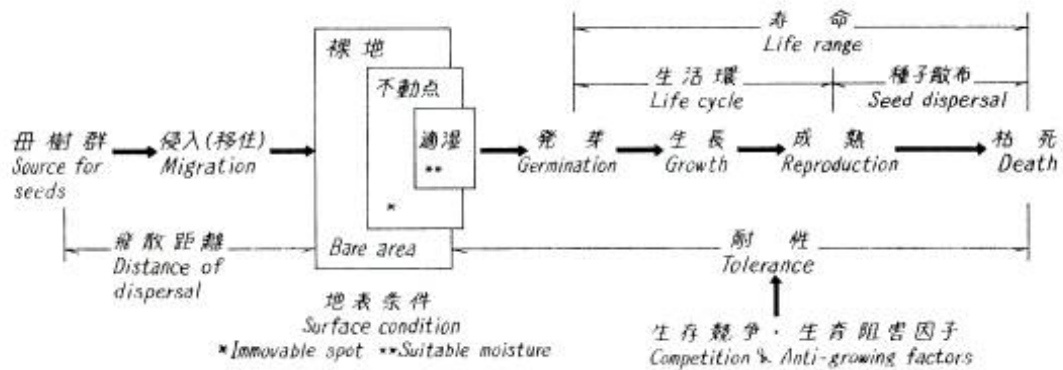 寿命
Life range
裸地
不動点
適湿
**
*
Bare area
生活環
Life cycle
種子散布
Seed dispersal
母樹群
Source for
seeds
侵入(移住)
Migration
発芽
Germination
生長
Growth
成熟
Reproduction
枯死
Death
飛散距離
Distance of
dispersal
耐性
Tolerance
地表条件
Surface condition
*Immovable spot **Suitable moisture
生存競争・生育阻害因子
Competition & Anti-growing factors